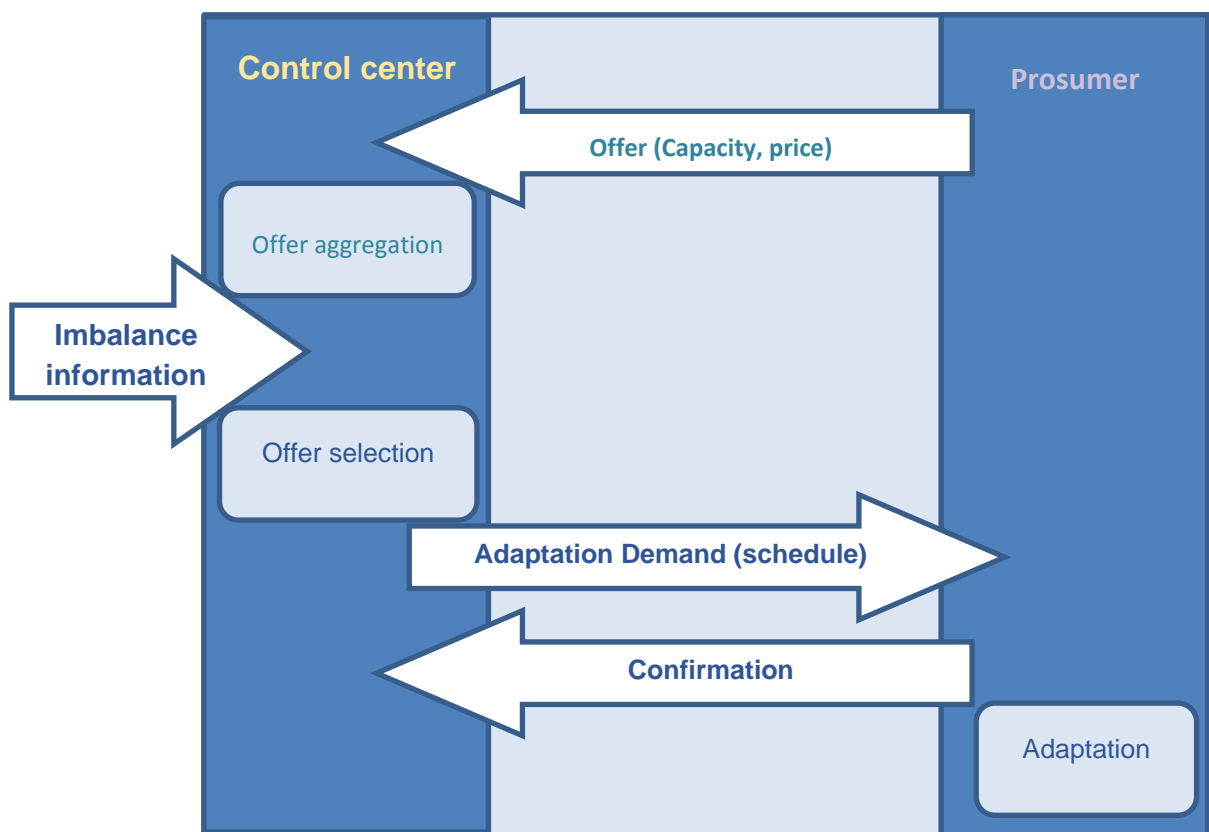 Control center
Prosumer
Offer (Capacity, price)
Offer aggregation
Imbalance
information
Offer selection
Adaptation Demand (schedule)
Confirmation
Adaptation